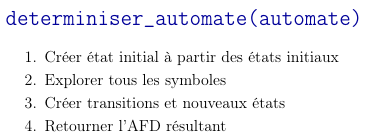 determiniser_automate(automate)
1. Créer état initial à partir des états initiaux
2. Explorer tous les symboles
3. Créer transitions et nouveaux états
4. Retourner l'AFD résultant